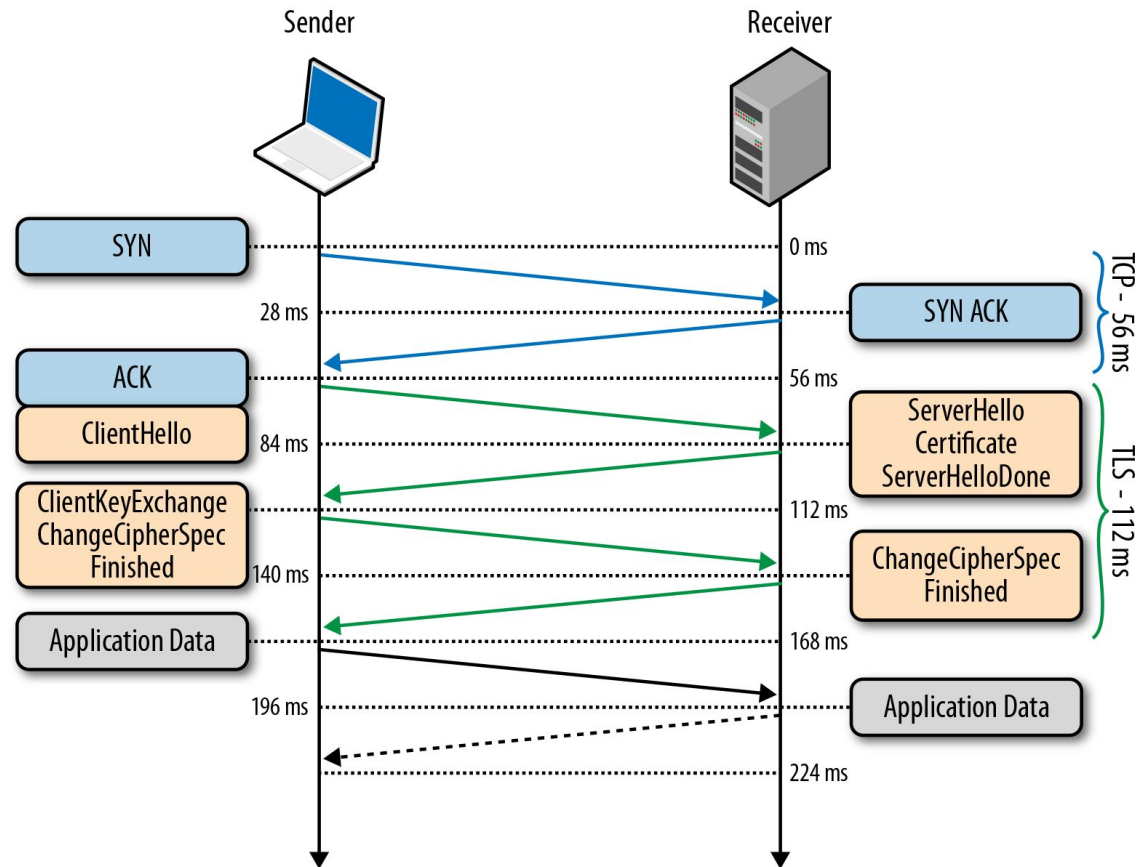 Sender
Receiver
SYN
0 ms
28 ms
SYN ACK
TCP - 56 ms
ACK
56 ms
ClientHello
84 ms
ServerHello
Certificate
ServerHelloDone
TLS - 112 ms
ClientKeyExchange
ChangeCipherSpec
Finished
112 ms
140 ms
ChangeCipherSpec
Finished
Application Data
168 ms
196 ms
Application Data
224 ms